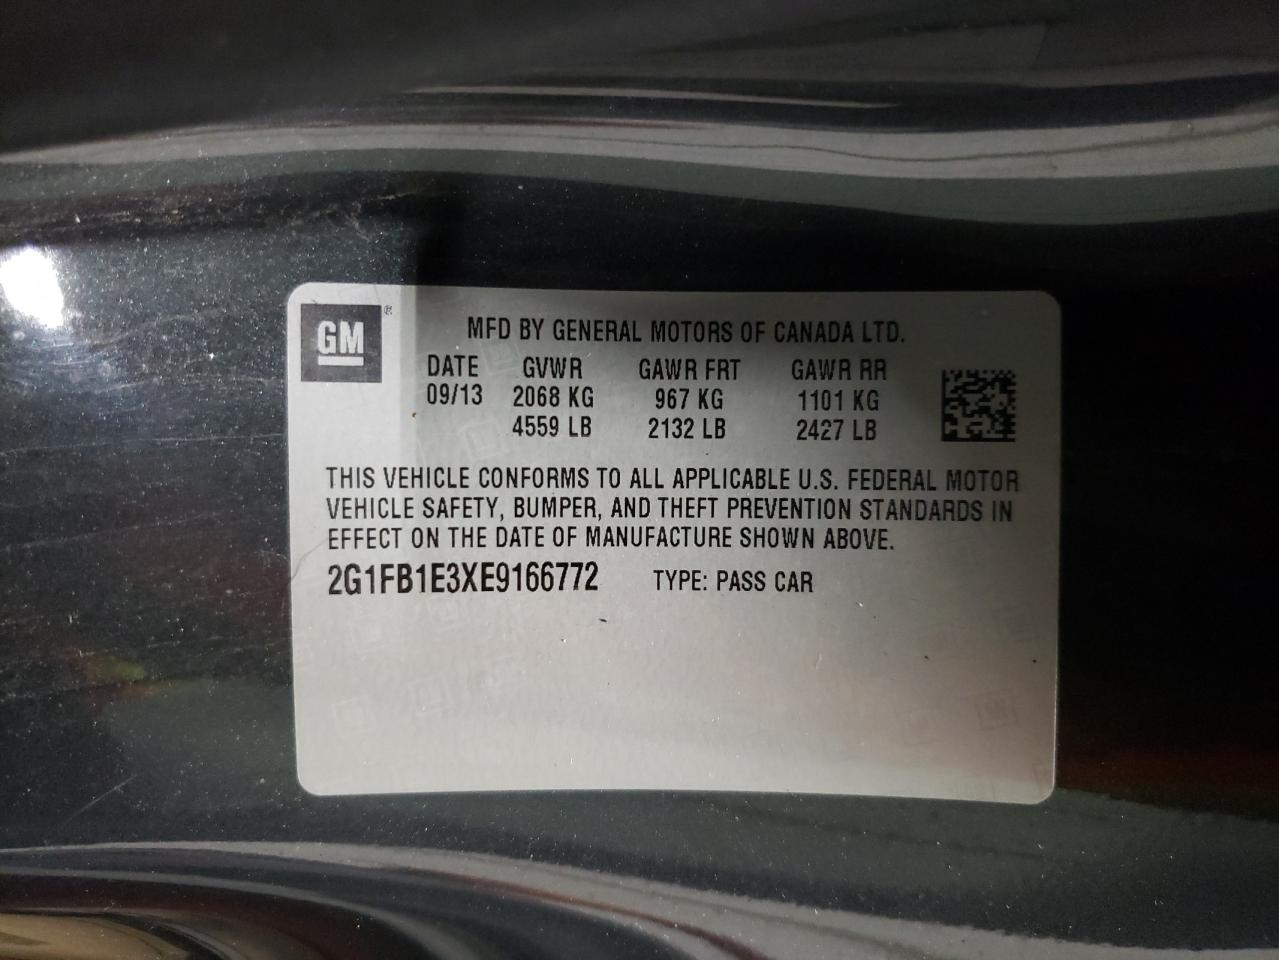 GM ®
MFD BY GENERAL MOTORS OF CANADA LTD.
DATE GVWR GAWR FRT GAWR RR
09/13 2068 KG 967 KG 1101 KG
4559 LB 2132 LB 2427 LB
THIS VEHICLE CONFORMS TO ALL APPLICABLE U.S. FEDERAL MOTOR
VEHICLE SAFETY, BUMPER, AND THEFT PREVENTION STANDARDS IN
EFFECT ON THE DATE OF MANUFACTURE SHOWN ABOVE.
2G1FB1E3XE9166772 TYPE: PASS CAR